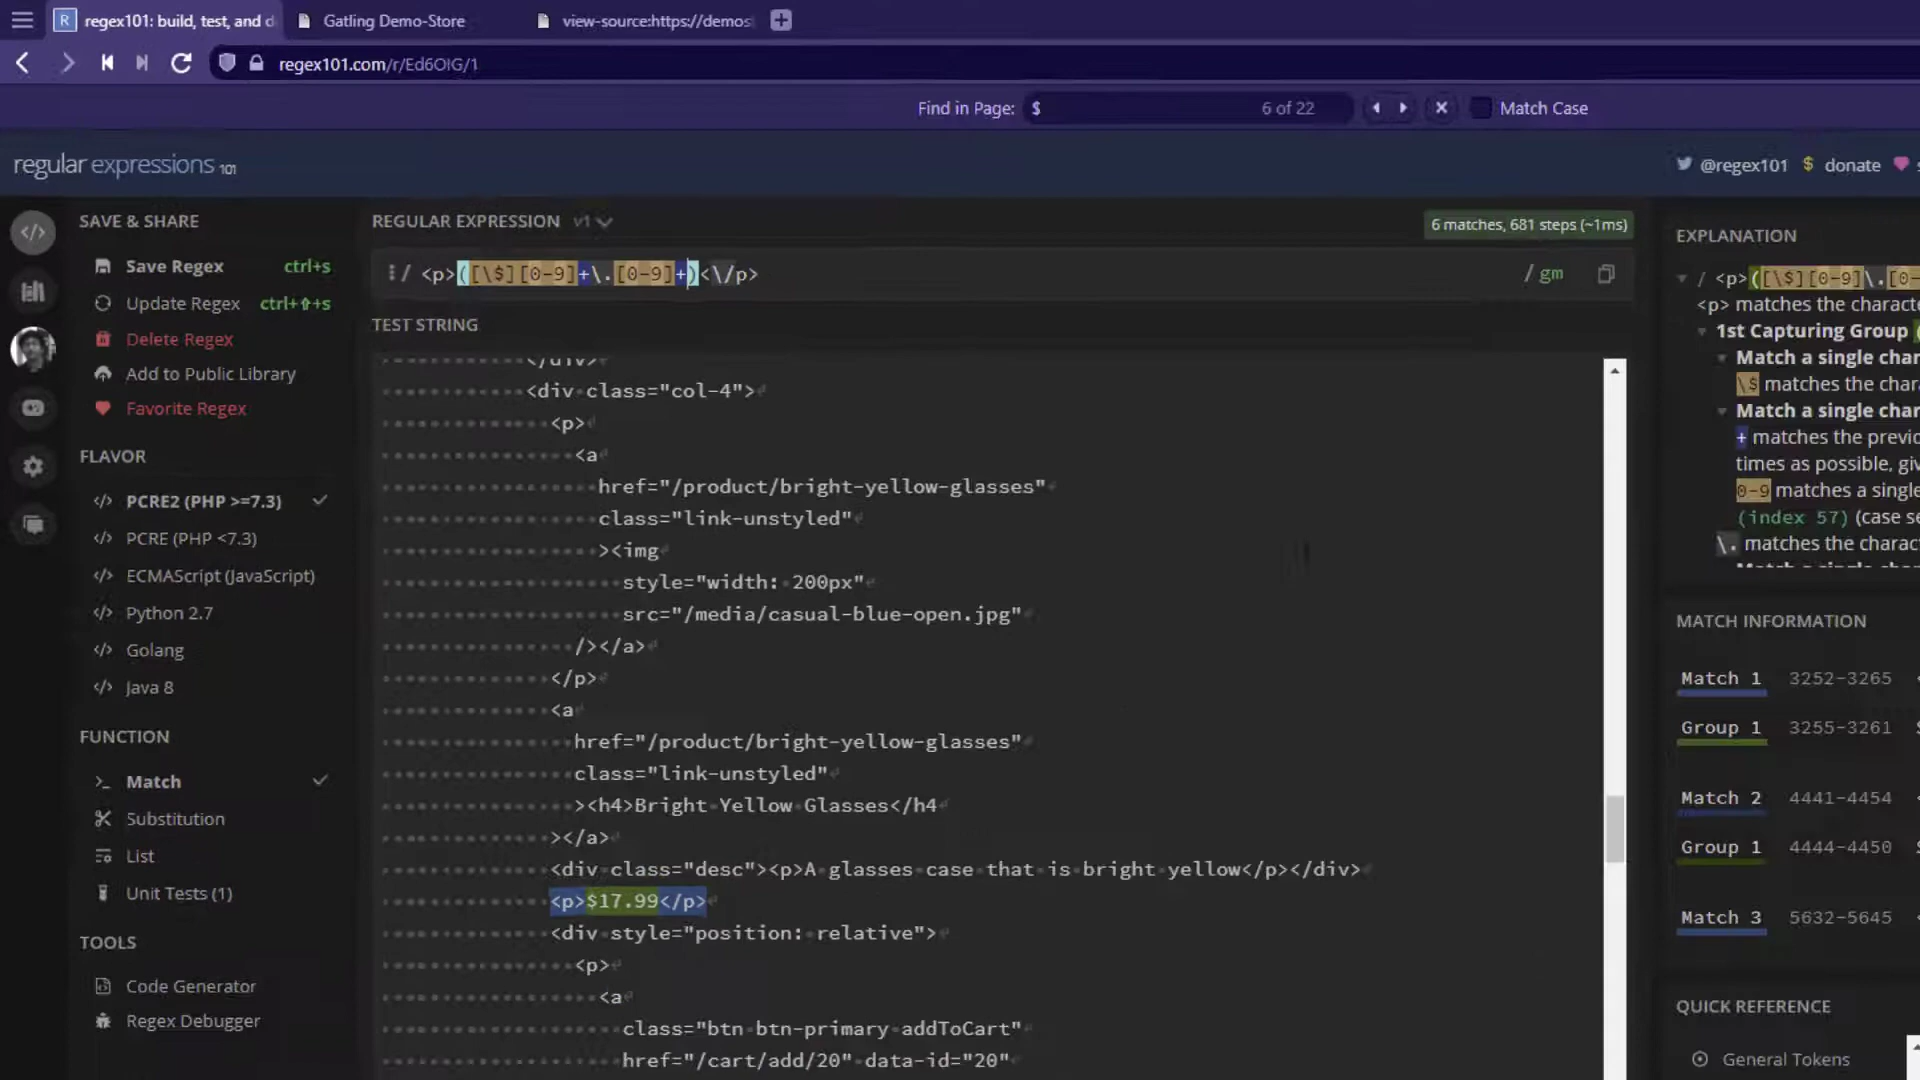 regex101: build, test, and d
Gatling Demo-Store
view-source:https://demos
regex101.com/r/Ed6OIG/1
Find in Page: $ 6 of 22 Match Case
regular expressions 101
@regex101 $ donate
SAVE & SHARE
Save Regex ctrl+s
Update Regex ctrl+⇧+s
Delete Regex
Add to Public Library
Favorite Regex
FLAVOR
PCRE2 (PHP >=7.3)
PCRE (PHP <7.3)
ECMAScript (JavaScript)
Python 2.7
Golang
Java 8
FUNCTION
Match
Substitution
List
Unit Tests (1)
TOOLS
Code Generator
Regex Debugger
REGULAR EXPRESSION v1
6 matches, 681 steps (~1ms)
/ <p>([\$][0-9]+\.[0-9]+)<\/p> / gm
TEST STRING
</div>
<div class="col-4">
<p>
<a
href="/product/bright-yellow-glasses"
class="link-unstyled"
><img
style="width: 200px"
src="/media/casual-blue-open.jpg"
/></a>
</p>
<a
href="/product/bright-yellow-glasses"
class="link-unstyled"
><h4>Bright Yellow Glasses</h4
></a>
<div class="desc"><p>A glasses case that is bright yellow</p></div>
<p>$17.99</p>
<div style="position: relative">
<p>
<a
class="btn btn-primary addToCart"
href="/cart/add/20" data-id="20"
EXPLANATION
/ <p>([\$][0-9]\.[0-9
<p> matches the characte
1st Capturing Group
Match a single char
\$ matches the chara
Match a single char
+ matches the previo
times as possible, giv
0-9 matches a single
(index 57) (case se
\. matches the charact
MATCH INFORMATION
Match 1 3252-3265
Group 1 3255-3261
Match 2 4441-4454
Group 1 4444-4450
Match 3 5632-5645
QUICK REFERENCE
General Tokens